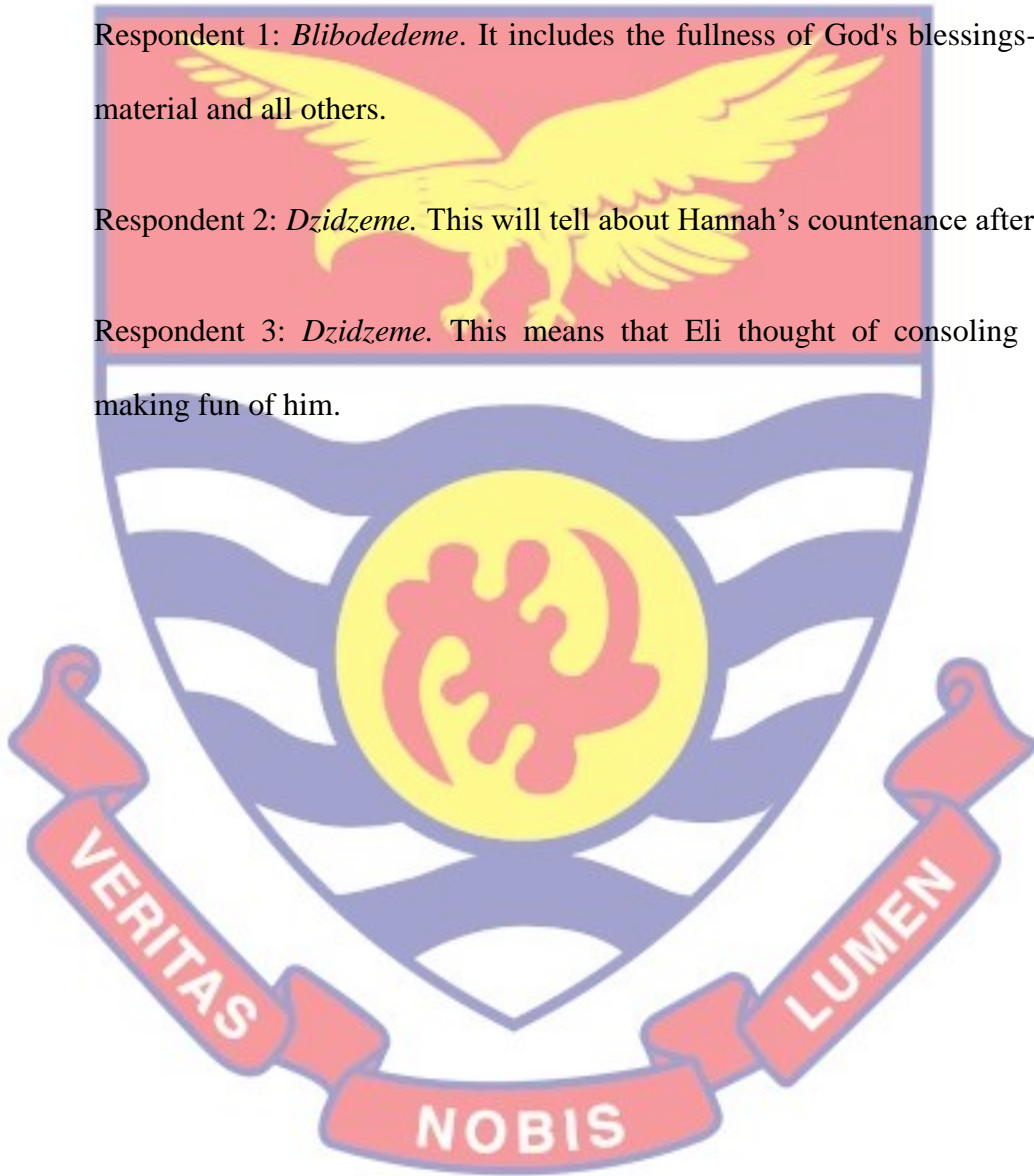 Respondent 1: Blibodedeme. It includes the fullness of God's blessings-
material and all others.
Respondent 2: Dzidzeme. This will tell about Hannah’s countenance after
Respondent 3: Dzidzeme. This means that Eli thought of consoling
making fun of him.
VERITAS
NOBIS
LUMEN